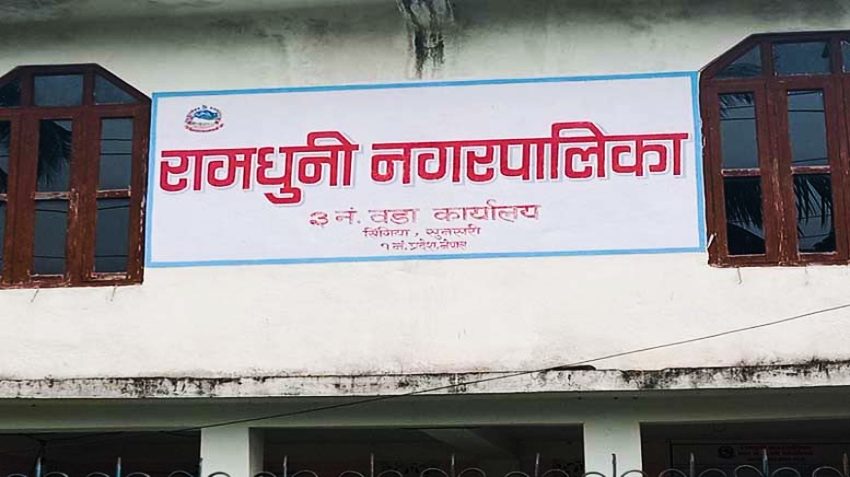 रामधुनी नगरपालिका
३ नं. वडा कार्यालय
सिंगिया, सुनसरी
१ नं. प्रदेश, नेपाल